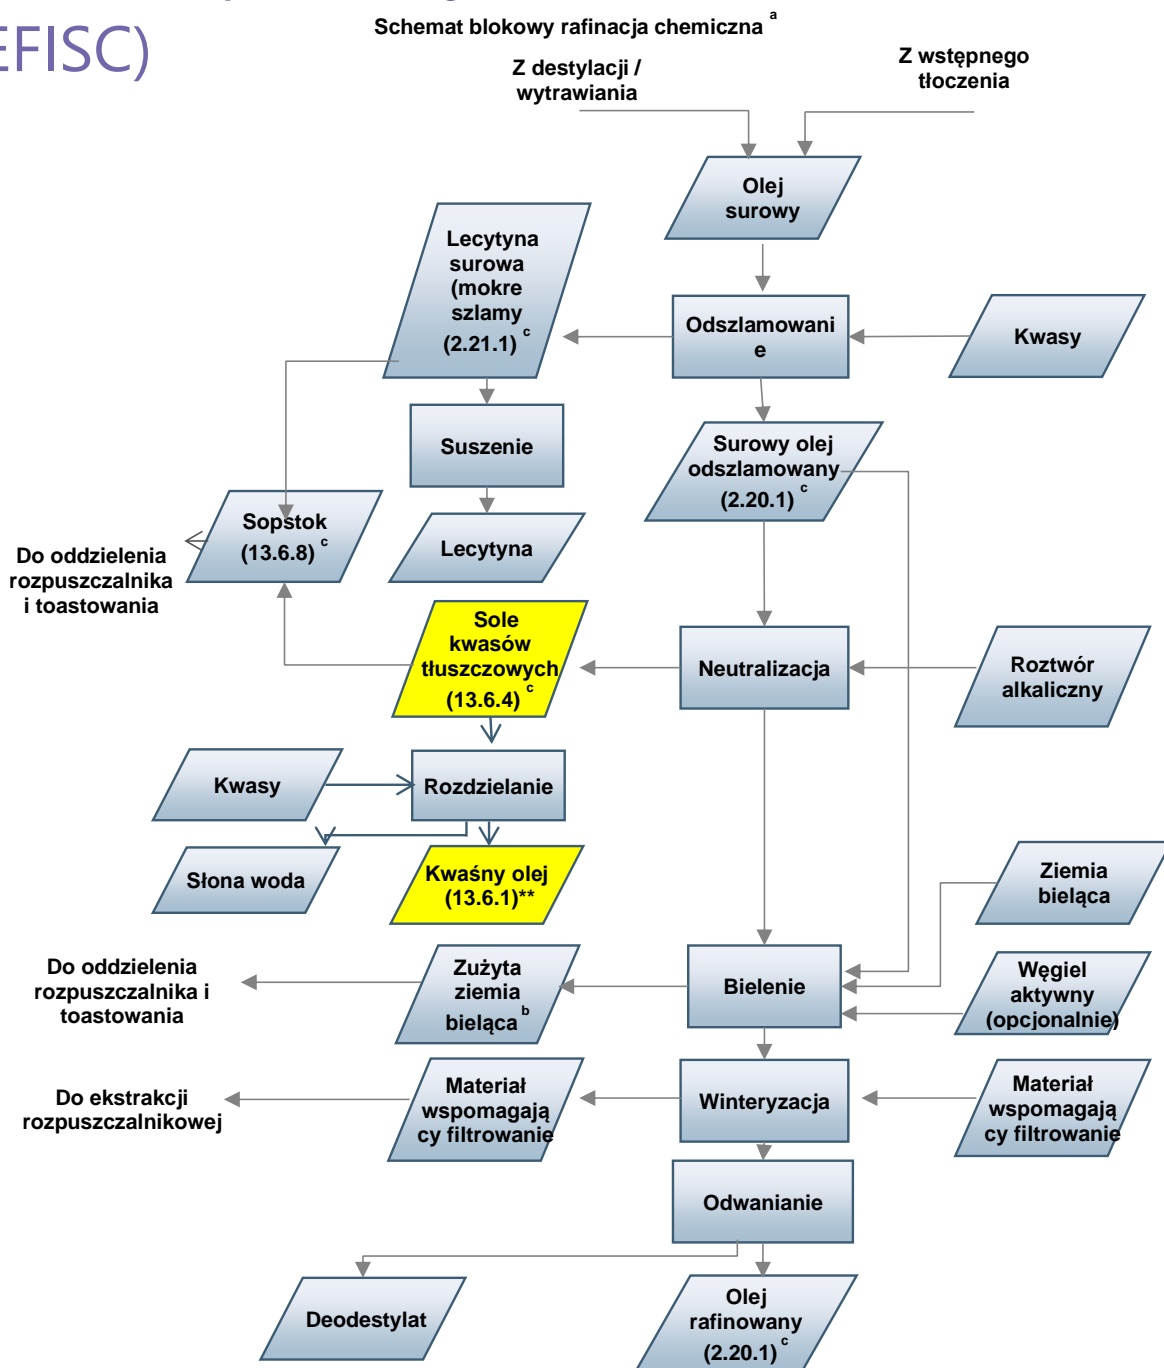 EFISC)
Schemat blokowy rafinacja chemiczna a
Z destylacji /
wytrawiania
Z wstępnego
tłoczenia
Olej
surowy
Lecytyna
surowa
(mokre
szlamy
(2.21.1) c
Odszlamowani
e
Kwasy
Suszenie
Surowy olej
odszlamowany
(2.20.1) c
Sopstok
(13.6.8) c
Lecytyna
Do oddzielenia
rozpuszczalnika
i toastowania
Sole
kwasów
tłuszczowych
(13.6.4) c
Neutralizacja
Roztwór
alkaliczny
Kwasy
Rozdzielanie
Słona woda
Kwaśny olej
(13.6.1)**
Ziemia
bieląca
Do oddzielenia
rozpuszczalnika i
toastowania
Zużyta
ziemia
bieląca b
Bielenie
Węgiel
aktywny
(opcjonalnie)
Do ekstrakcji
rozpuszczalnikowej
Materiał
wspomagają
cy filtrowanie
Winteryzacja
Materiał
wspomagają
cy filtrowanie
Odwanianie
Deodestylat
Olej
rafinowany
(2.20.1) c